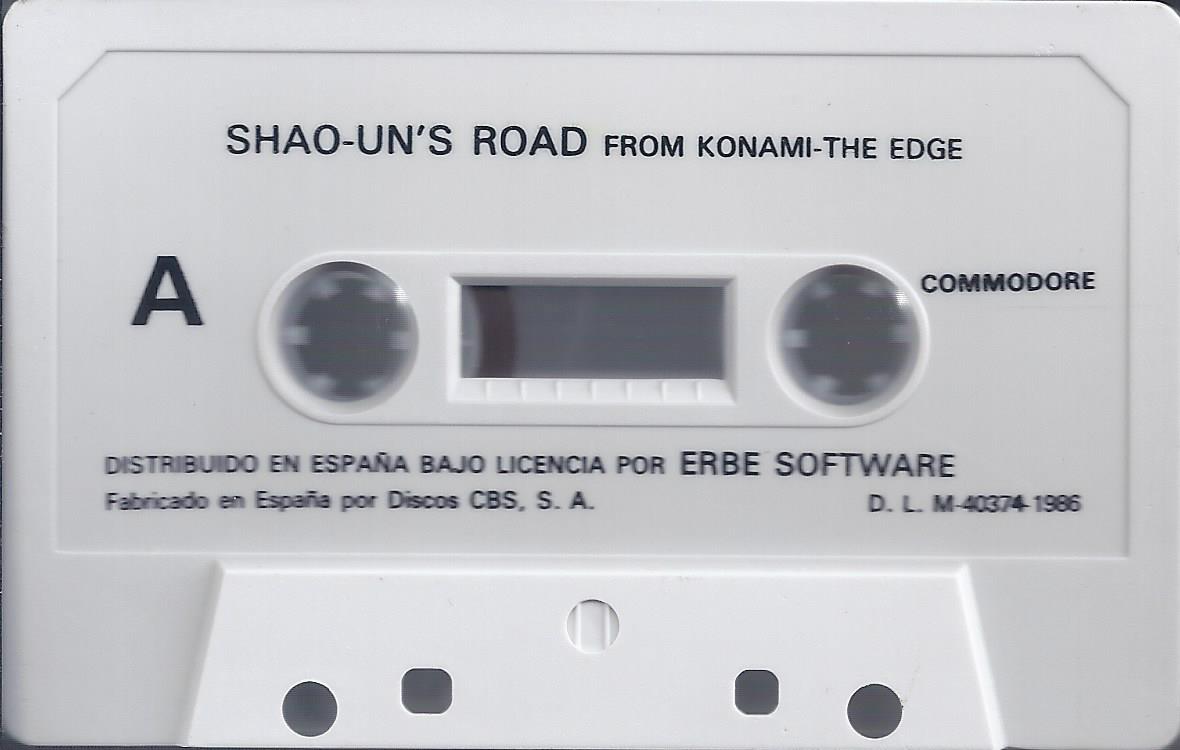 SHAO-UN'S ROAD FROM KONAMI-THE EDGE
A
COMMODORE
DISTRIBUIDO EN ESPAÑA BAJO LICENCIA POR ERBE SOFTWARE
Fabricado en España por Discos CBS, S. A.
D. L. M-40374-1986